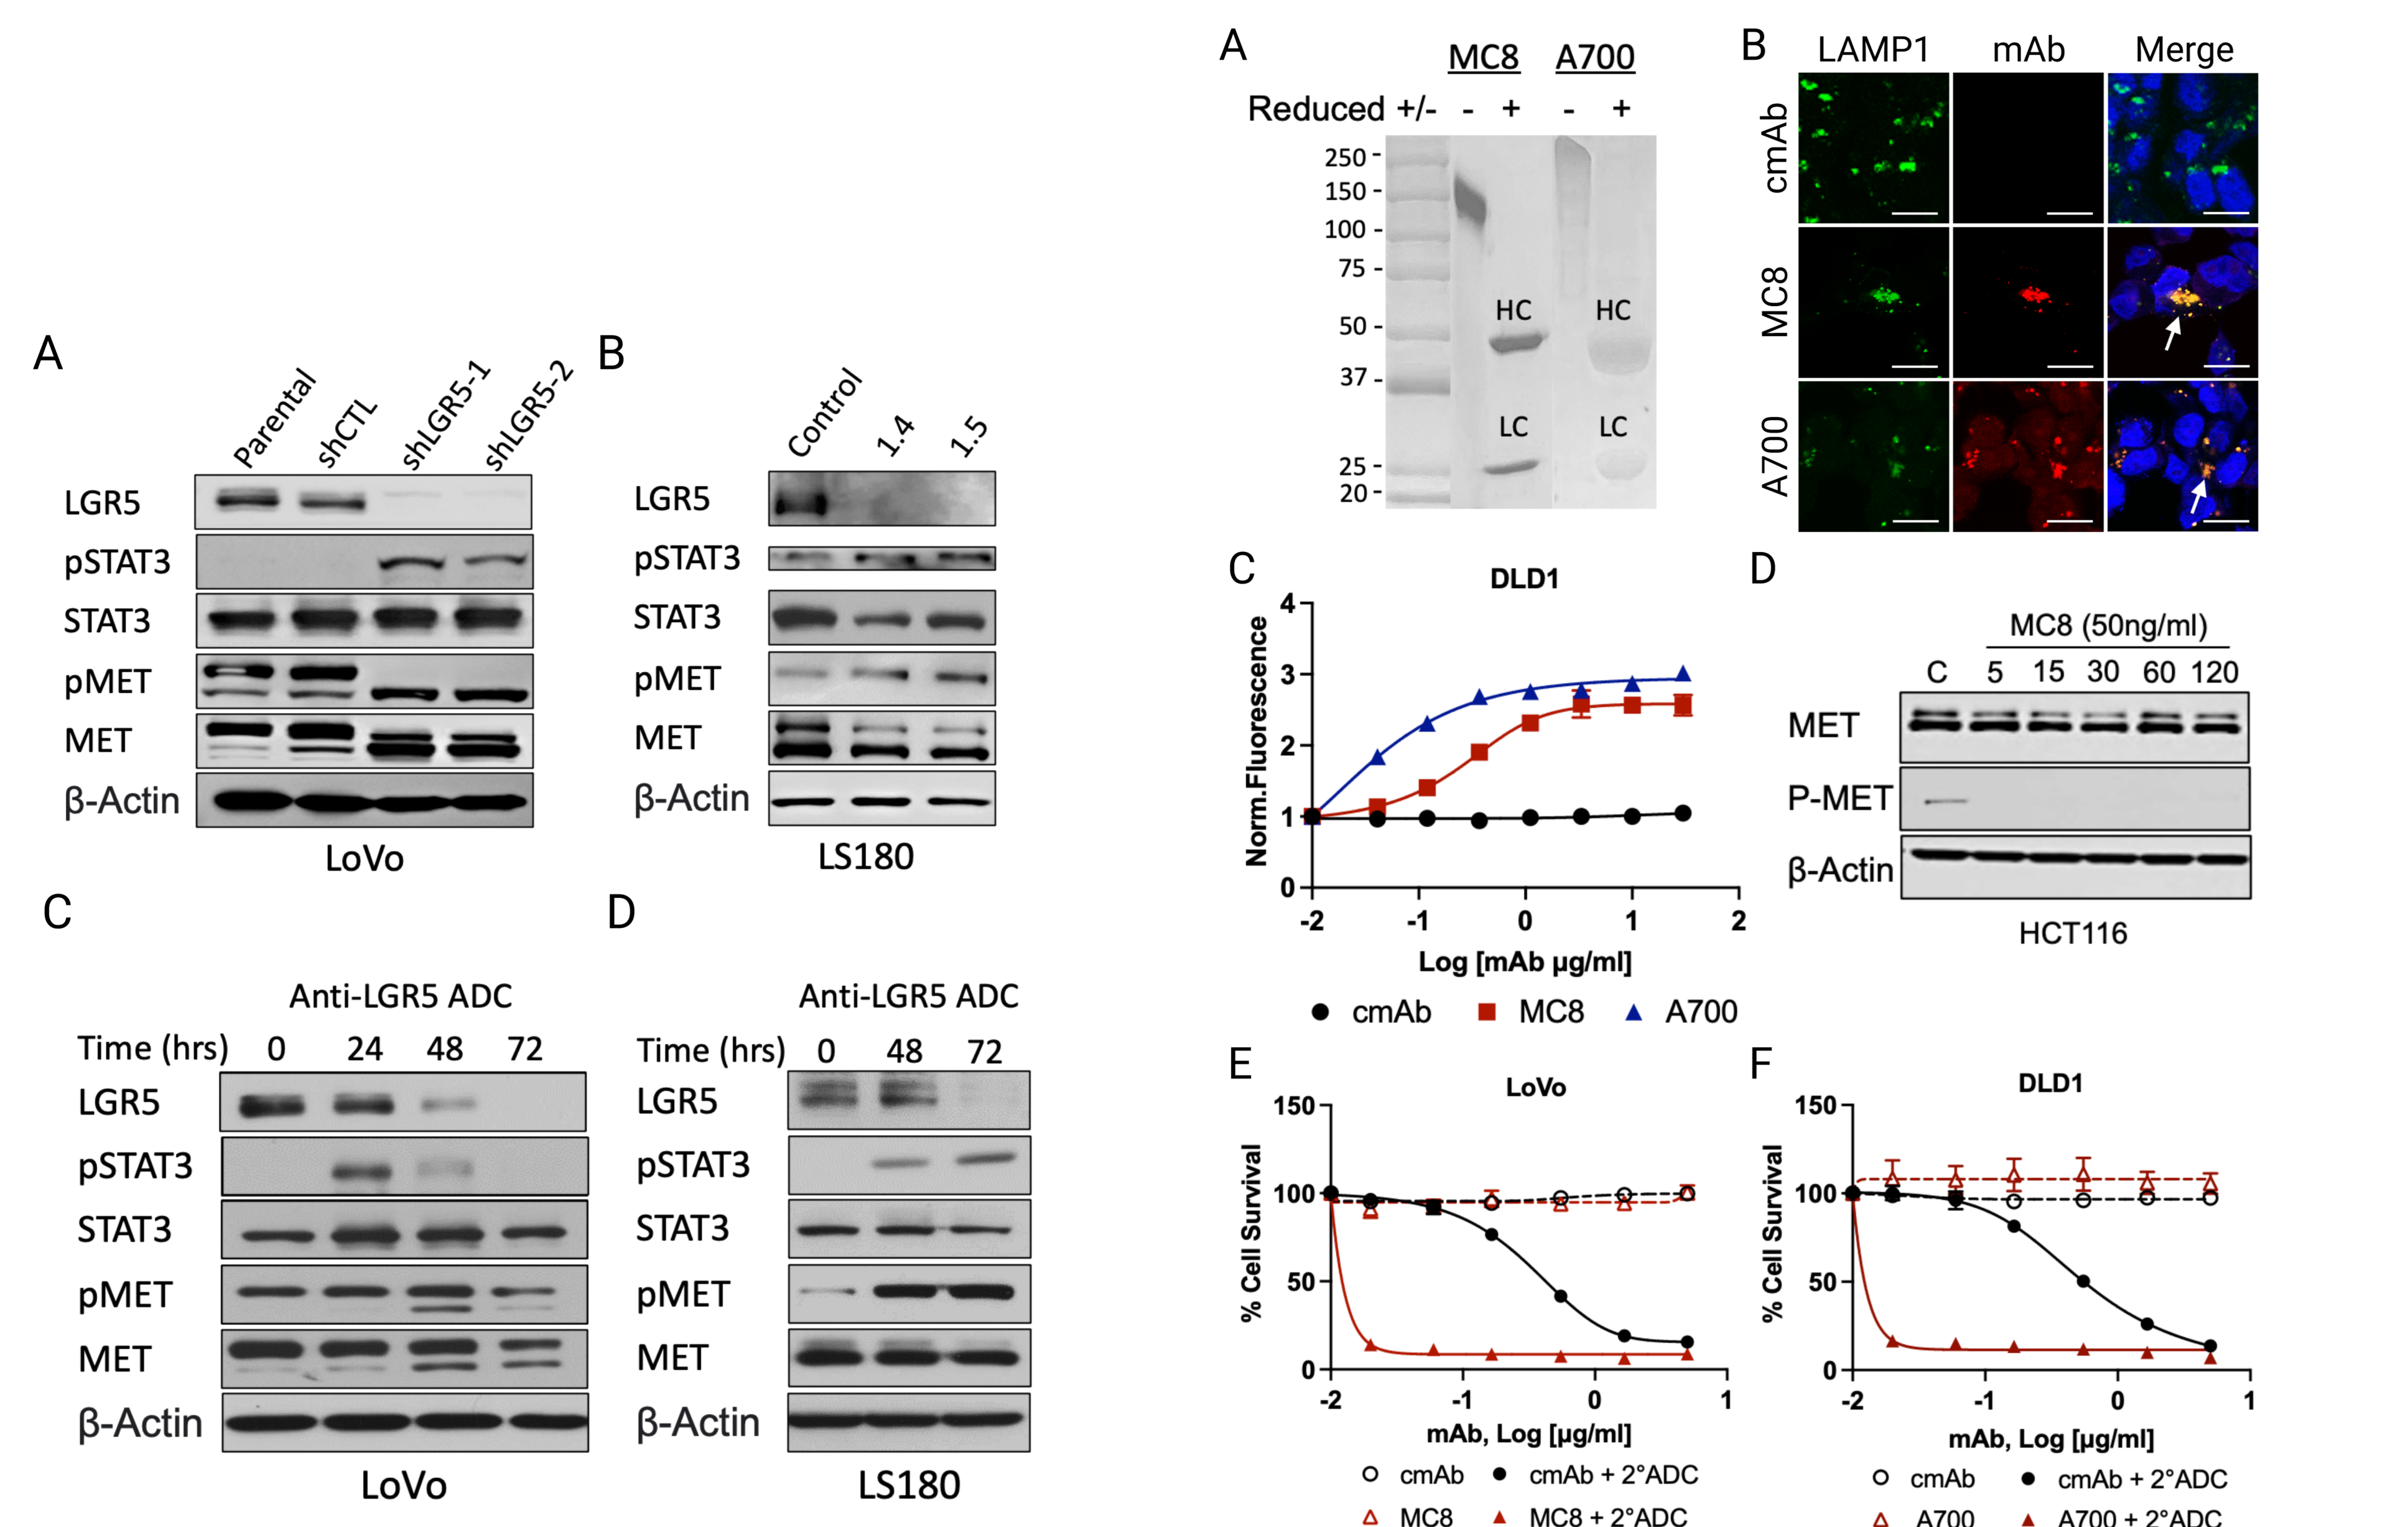 A
Parental
shCTL
shLGR5-1
shLGR5-2
LGR5
pSTAT3
STAT3
pMET
MET
β-Actin
LoVo
B
Control
1.4
1.5
LGR5
pSTAT3
STAT3
pMET
MET
β-Actin
LS180
C
Anti-LGR5 ADC
Time (hrs) 0 24 48 72
LGR5
pSTAT3
STAT3
pMET
MET
β-Actin
LoVo
D
Anti-LGR5 ADC
Time (hrs) 0 48 72
LGR5
pSTAT3
STAT3
pMET
MET
β-Actin
LS180
A
MC8 A700
Reduced +/- - + - +
250 -
150 -
100 -
75 -
50 -
37 -
25 -
20 -
HC HC
LC LC
B
LAMP1 mAb Merge
cmAb
MC8
A700
C
DLD1
Norm.Fluorescence
4
3
2
1
0
-2 -1 0 1 2
Log [mAb µg/ml]
cmAb MC8 A700
D
MC8 (50ng/ml)
C 5 15 30 60 120
MET
P-MET
β-Actin
HCT116
E
LoVo
% Cell Survival
150
100
50
0
-2 -1 0 1
mAb, Log [µg/ml]
cmAb cmAb + 2°ADC
MC8 MC8 + 2°ADC
F
DLD1
% Cell Survival
150
100
50
0
-2 -1 0 1
mAb, Log [µg/ml]
cmAb cmAb + 2°ADC
A700 A700 + 2°ADC